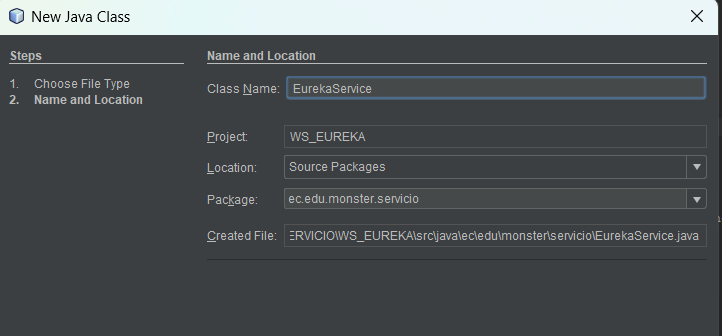 New Java Class
Steps
1. Choose File Type
2. Name and Location
Name and Location
Class Name: EurekaService
Project: WS_EUREKA
Location: Source Packages
Package: ec.edu.monster.servicio
Created File: ERVICIO\WS_EUREKA\src\java\ec\edu\monster\servicio\EurekaService.java